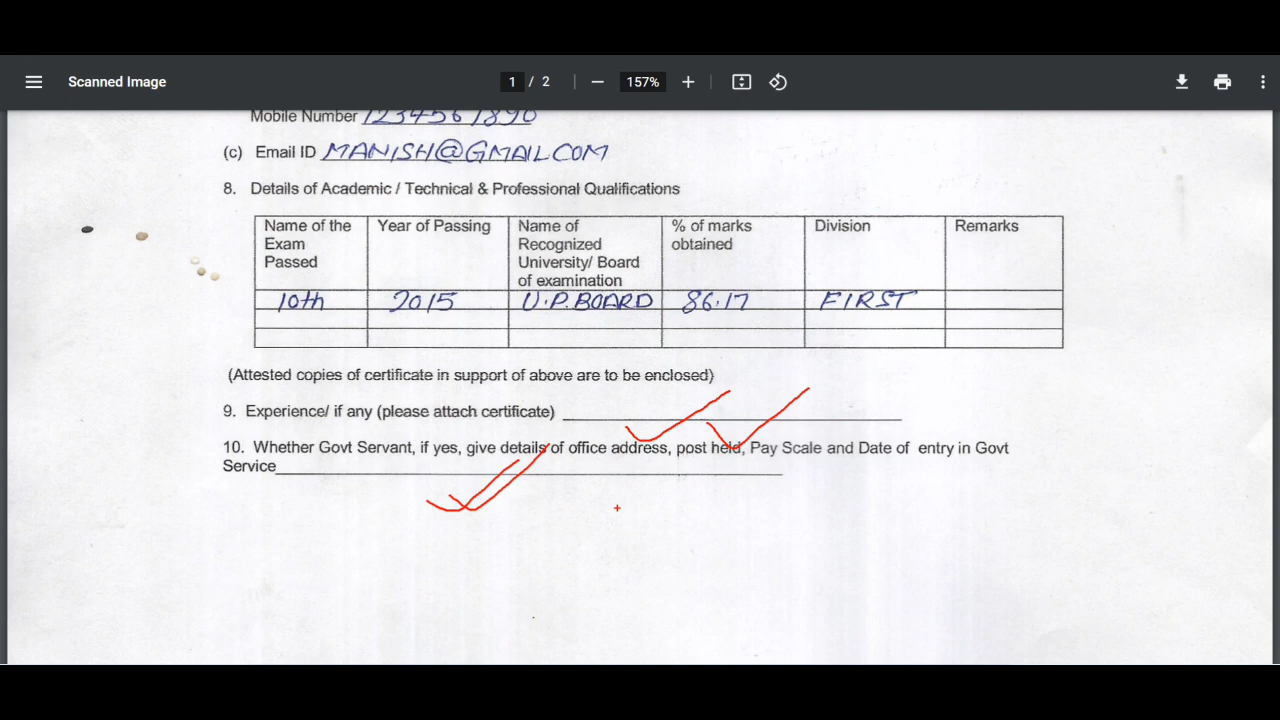 Scanned Image
1 / 2
157%
Mobile Number 1234567890
(c) Email ID MANISH@GMAIL.COM
8. Details of Academic / Technical & Professional Qualifications
Name of the Exam Passed
Year of Passing
Name of Recognized University/ Board of examination
% of marks obtained
Division
Remarks
10th 2015 U.P. BOARD 86.17 FIRST
(Attested copies of certificate in support of above are to be enclosed)
9. Experience/ if any (please attach certificate)
10. Whether Govt Servant, if yes, give details of office address, post held, Pay Scale and Date of entry in Govt
Service